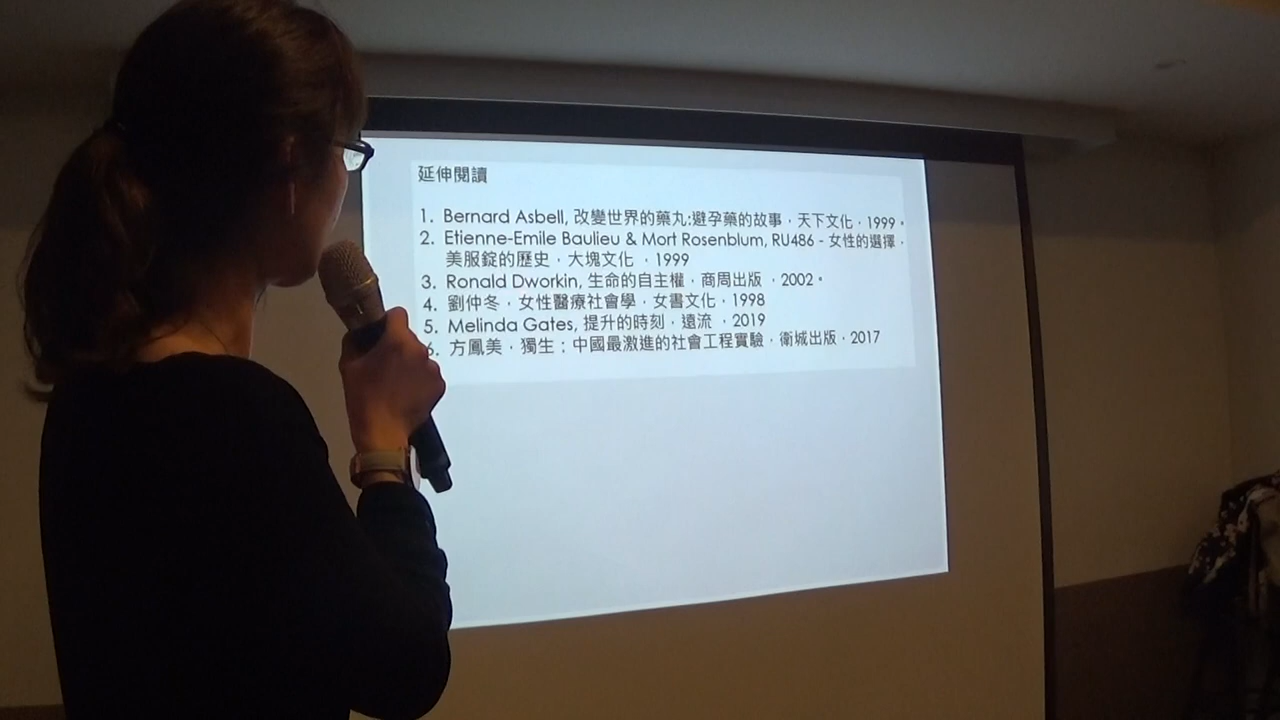 延伸閱讀
1. Bernard Asbell, 改變世界的藥丸;避孕藥的故事，天下文化，1999。
2. Etienne-Emile Baulieu & Mort Rosenblum, RU486 - 女性的選擇，
美服錠的歷史，大塊文化 ，1999
3. Ronald Dworkin, 生命的自主權，商周出版 ，2002。
4. 劉仲冬，女性醫療社會學，女書文化，1998
5. Melinda Gates, 提升的時刻，遠流 ，2019
6. 方鳳美，獨生：中國最激進的社會工程實驗，衛城出版，2017